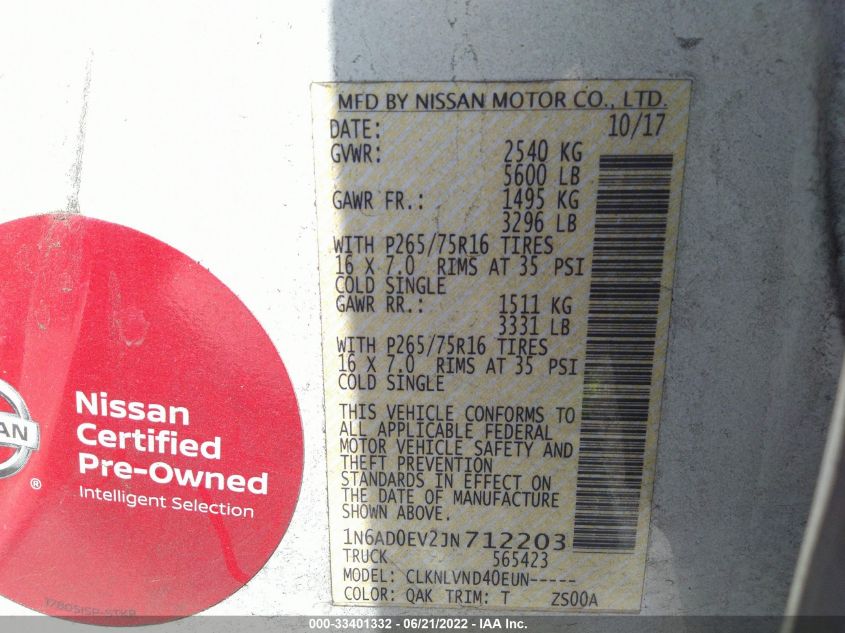 MFD BY NISSAN MOTOR CO., LTD.
DATE: 10/17
GVWR: 2540 KG
5600 LB
GAWR FR.: 1495 KG
3296 LB
WITH P265/75R16 TIRES
16 X 7.0 RIMS AT 35 PSI
COLD SINGLE
GAWR RR.: 1511 KG
3331 LB
WITH P265/75R16 TIRES
16 X 7.0 RIMS AT 35 PSI
COLD SINGLE
THIS VEHICLE CONFORMS TO
ALL APPLICABLE FEDERAL
MOTOR VEHICLE SAFETY AND
THEFT PREVENTION
STANDARDS IN EFFECT ON
THE DATE OF MANUFACTURE
SHOWN ABOVE.
1N6AD0EV2JN712203
TRUCK 565423
MODEL: CLKNLVND40EUN-----
COLOR: QAK TRIM: T ZS00A
Nissan
Certified
Pre-Owned
®
Intelligent Selection
000-33401332 - 06/21/2022 - IAA Inc.